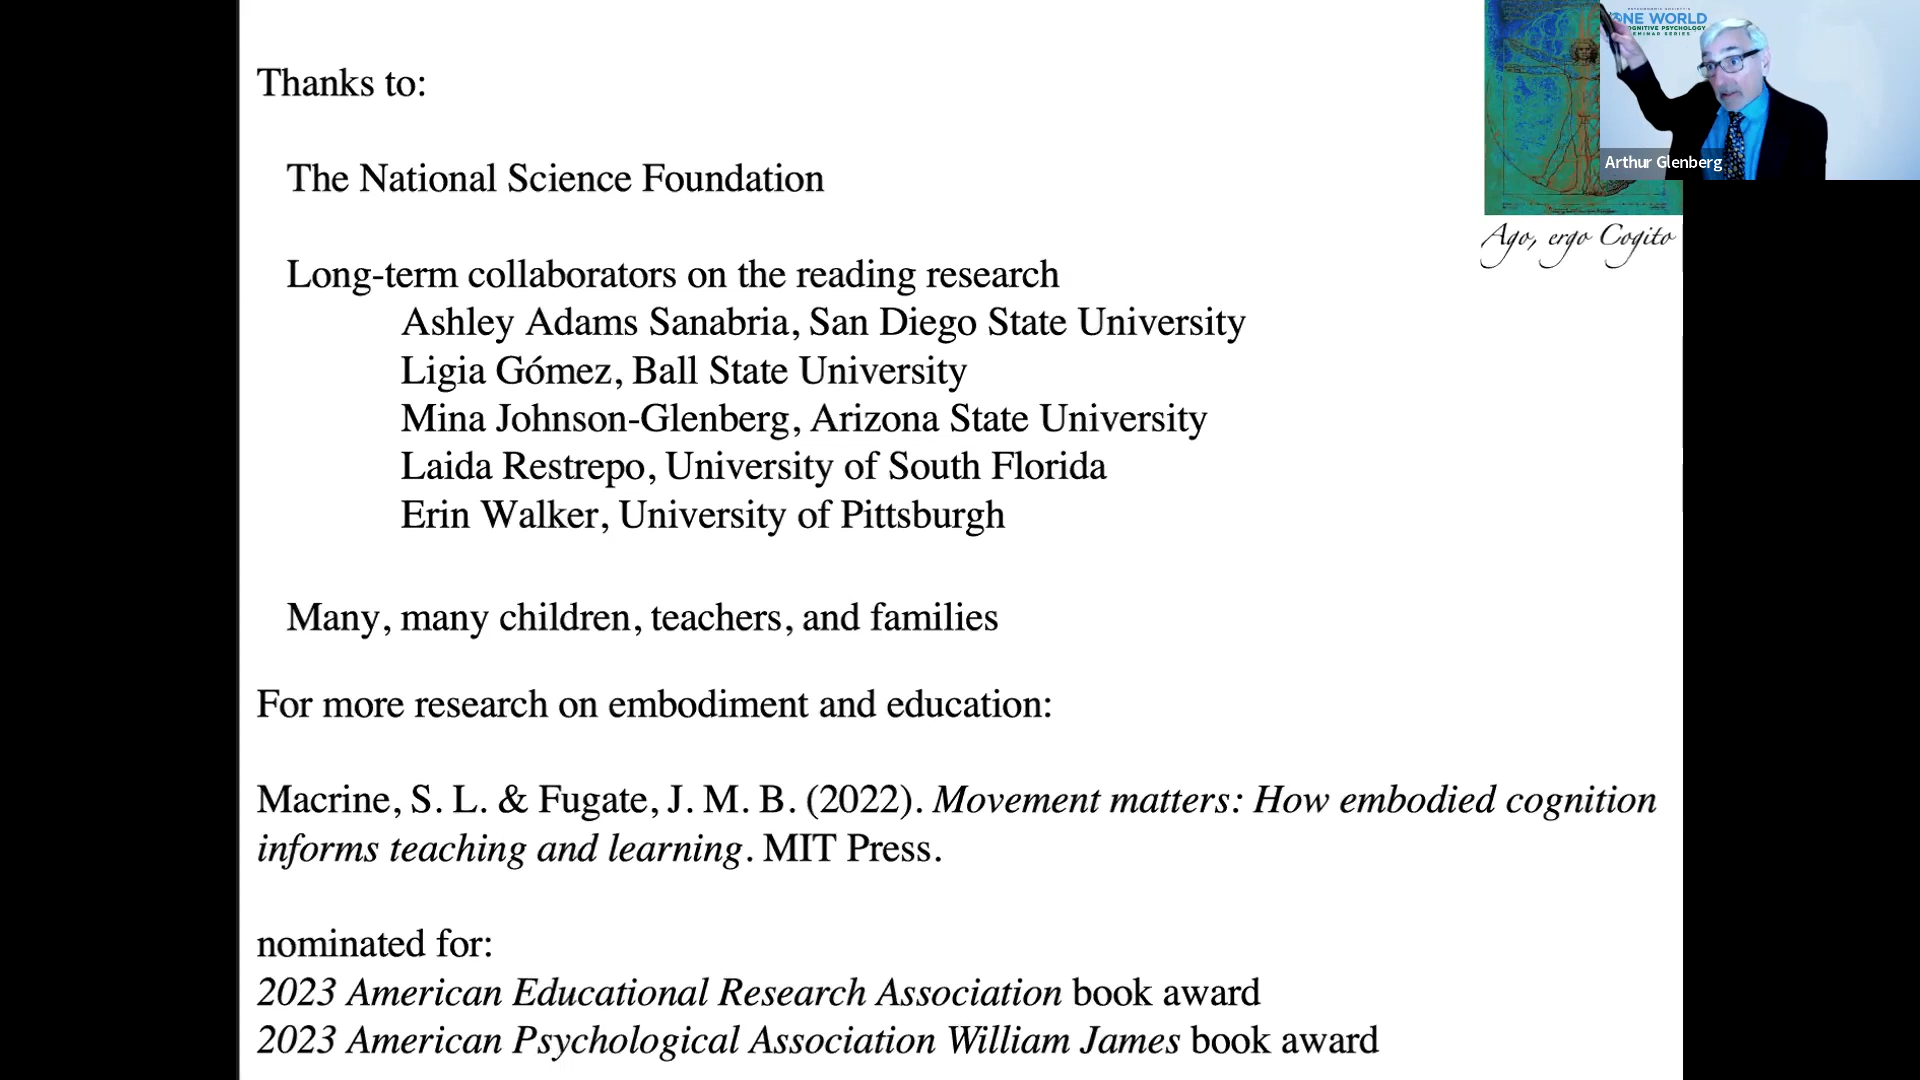 Thanks to:
The National Science Foundation
Long-term collaborators on the reading research
Ashley Adams Sanabria, San Diego State University
Ligia Gómez, Ball State University
Mina Johnson-Glenberg, Arizona State University
Laida Restrepo, University of South Florida
Erin Walker, University of Pittsburgh
Many, many children, teachers, and families
For more research on embodiment and education:
Macrine, S. L. & Fugate, J. M. B. (2022). Movement matters: How embodied cognition
informs teaching and learning. MIT Press.
nominated for:
2023 American Educational Research Association book award
2023 American Psychological Association William James book award
Ago, ergo Cogito
PSYCHONOMIC SOCIETY'S
ONE WORLD
COGNITIVE PSYCHOLOGY
SEMINAR SERIES
Arthur Glenberg